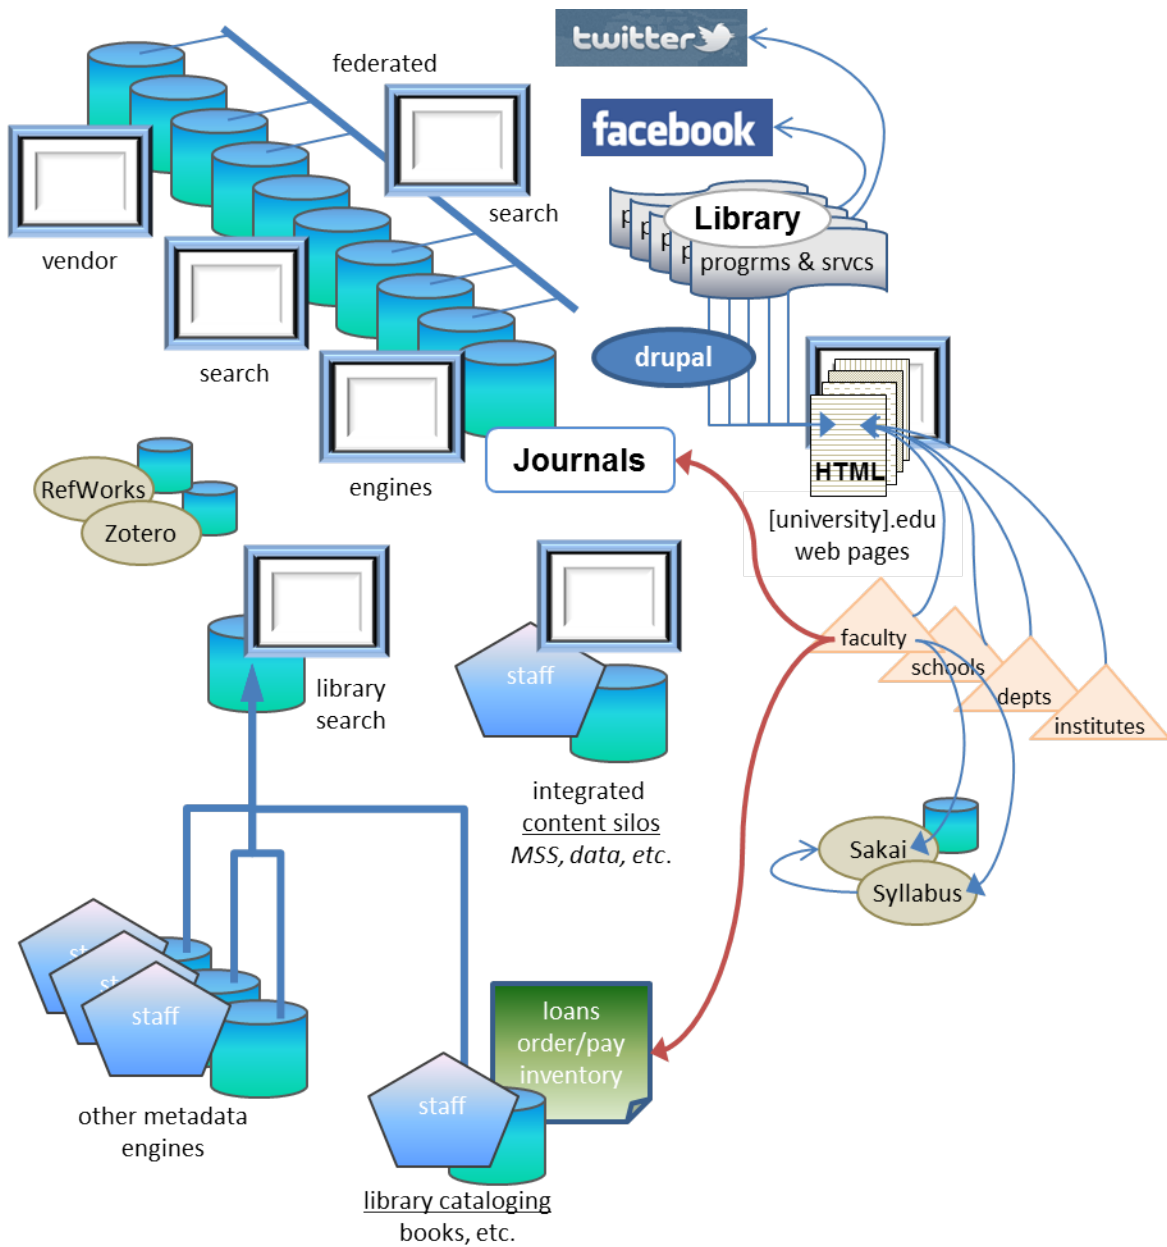 twitter
federated
facebook
search
vendor
Library
p
p
p
p
progrms & srvcs
search
drupal
engines
Journals
HTML
[university].edu
web pages
RefWorks
Zotero
library
search
staff
integrated
content silos
MSS, data, etc.
faculty
schools
depts
institutes
Sakai
Syllabus
st
st
staff
other metadata
engines
loans
order/pay
inventory
staff
library cataloging
books, etc.